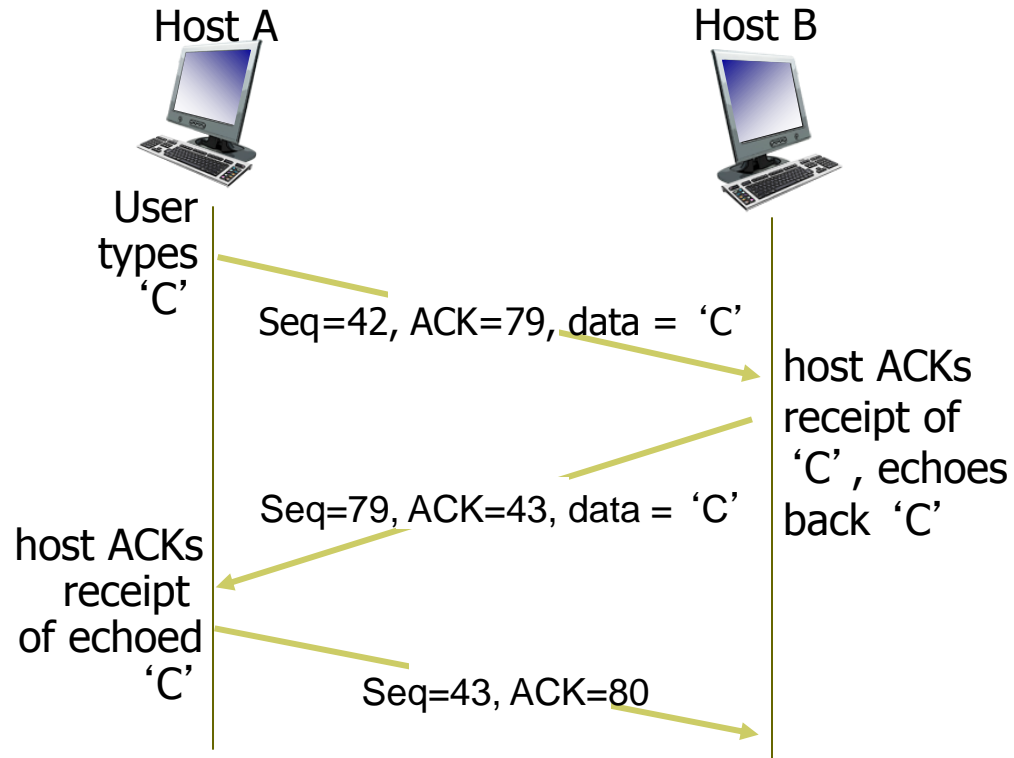 Host A
Host B
User
types
‘C’
Seq=42, ACK=79, data = ‘C’
host ACKs
receipt of
‘C’, echoes
back ‘C’
Seq=79, ACK=43, data = ‘C’
host ACKs
receipt
of echoed
‘C’
Seq=43, ACK=80